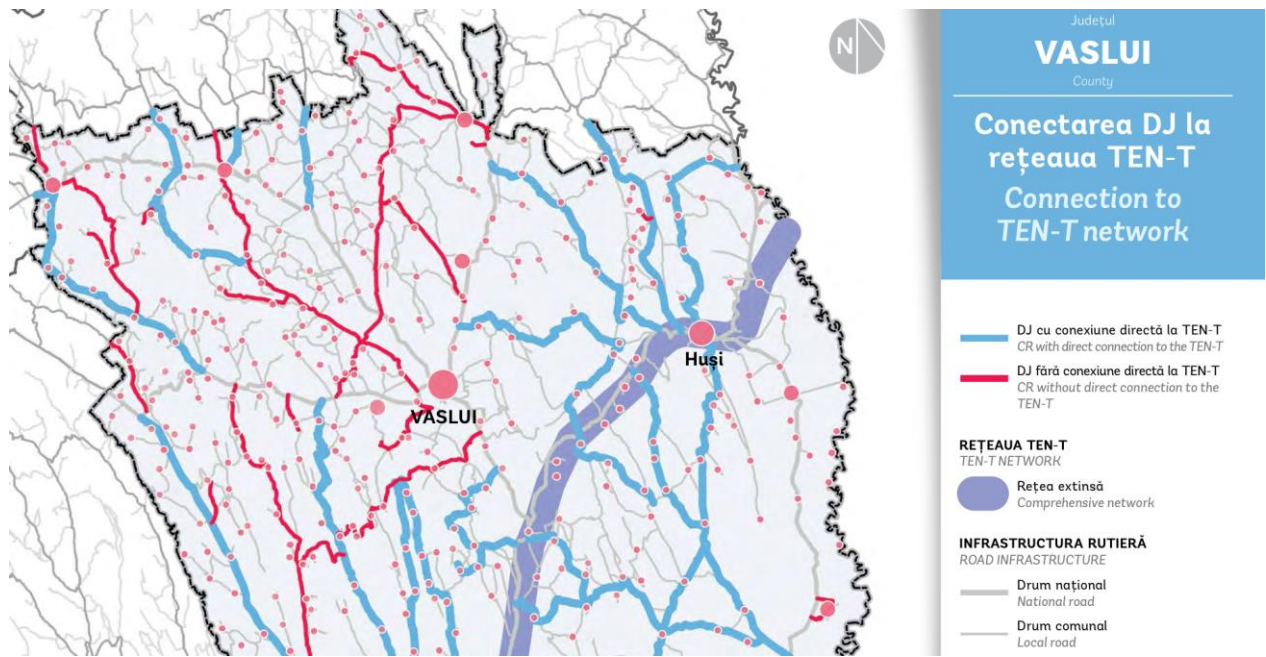 N
VASLUI
Huși
Județul
VASLUI
County
Conectarea DJ la
rețeaua TEN-T
Connection to
TEN-T network
DJ cu conexiune directă la TEN-T
CR with direct connection to the TEN-T
DJ fără conexiune directă la TEN-T
CR without direct connection to the
TEN-T
REȚEAUA TEN-T
TEN-T NETWORK
Rețea extinsă
Comprehensive network
INFRASTRUCTURA RUTIERĂ
ROAD INFRASTRUCTURE
Drum național
National road
Drum comunal
Local road